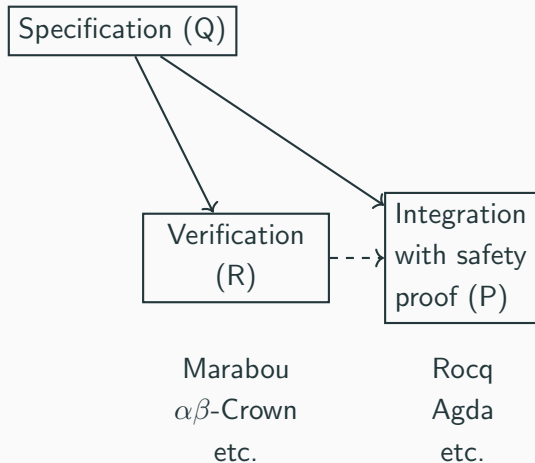 Specification (Q)
Verification
(R)
Integration
with safety
proof (P)
Marabou
αβ-Crown
etc.
Rocq
Agda
etc.